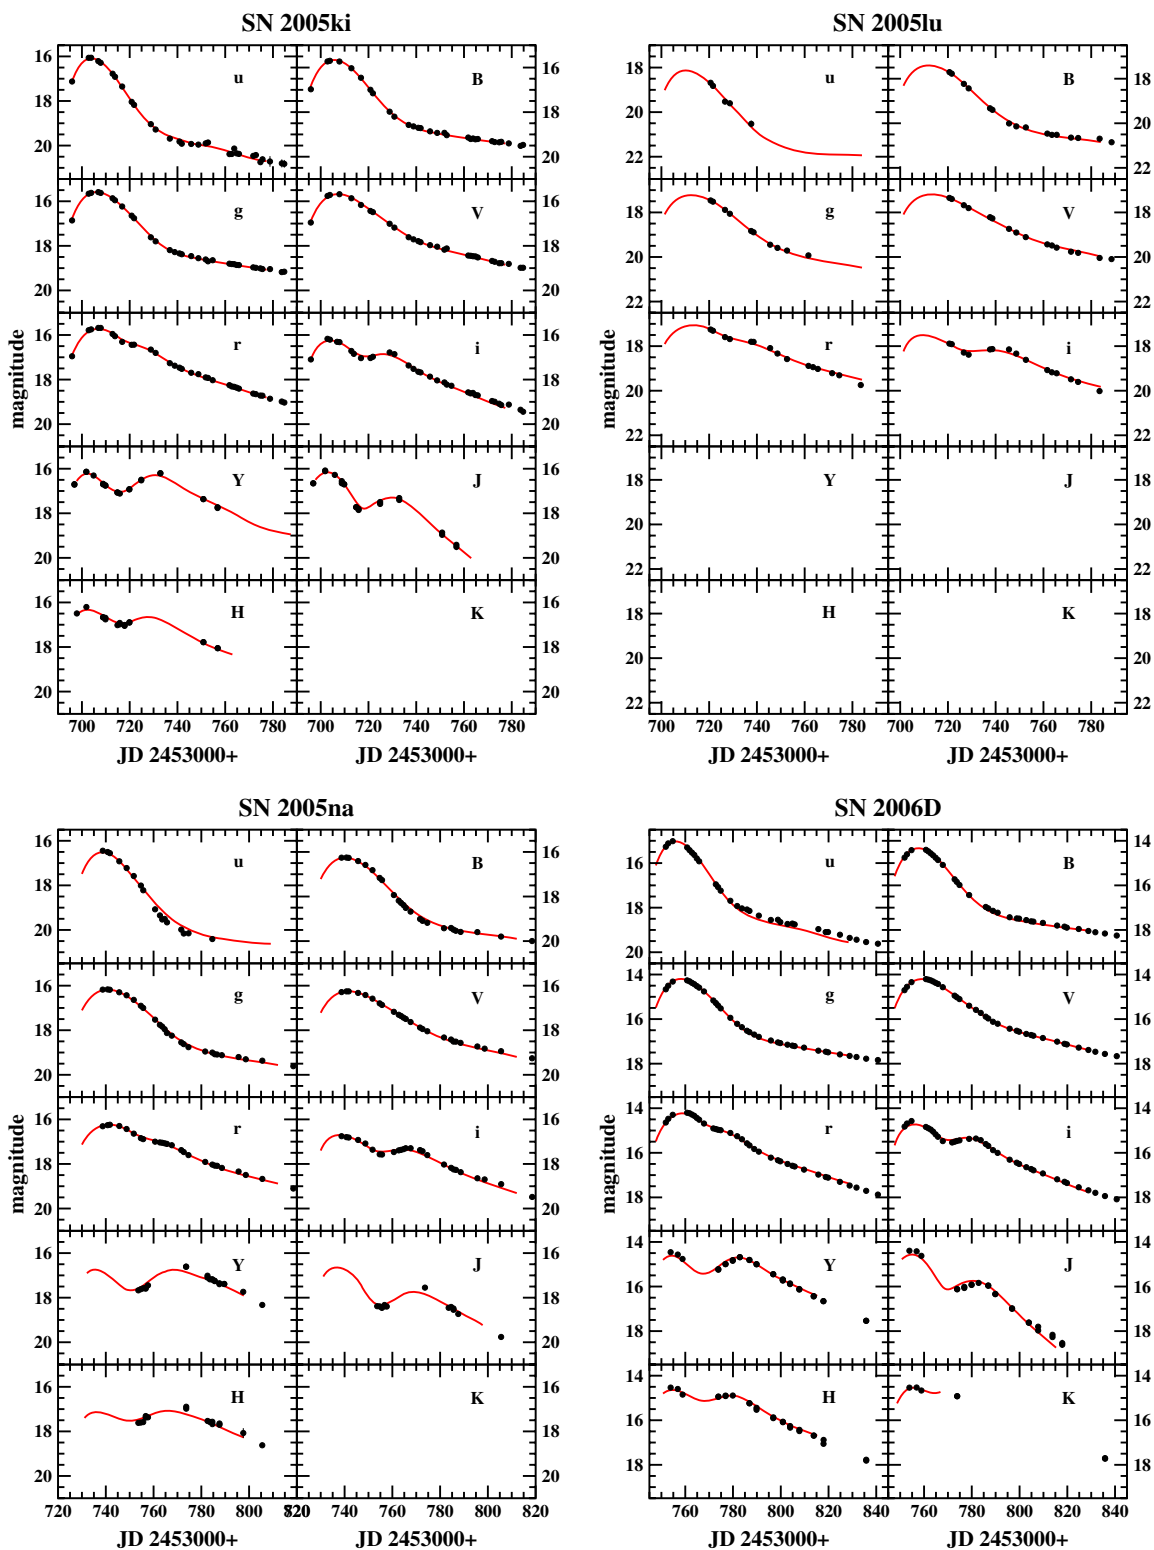 SN 2005ki
SN 2005lu
u B u B
16 18 20
16 18 20
18 20 22
18 20 22
g V g V
16 18 20
16 18 20
18 20 22
18 20 22
r i r i
magnitude
magnitude
16 18 20
16 18 20
18 20 22
18 20 22
Y J Y J
16 18 20
16 18 20
18 20 22
18 20 22
H K H K
16 18 20
16 18 20
18 20 22
18 20 22
700 720 740 760 780 700 720 740 760 780
700 720 740 760 780 700 720 740 760 780
JD 2453000+ JD 2453000+
JD 2453000+ JD 2453000+
SN 2005na
SN 2006D
u B u B
16 18 20
16 18 20
16 18 20
14 16 18
g V g V
16 18 20
16 18 20
14 16 18
14 16 18
r i r i
magnitude
magnitude
16 18 20
16 18 20
14 16 18
14 16 18
Y J Y J
16 18 20
16 18 20
14 16 18
14 16 18
H K H K
16 18 20
16 18 20
14 16 18
14 16 18
720 740 760 780 800 740 760 780 800 820
760 780 800 820 840 760 780 800 820 840
JD 2453000+ JD 2453000+
JD 2453000+ JD 2453000+